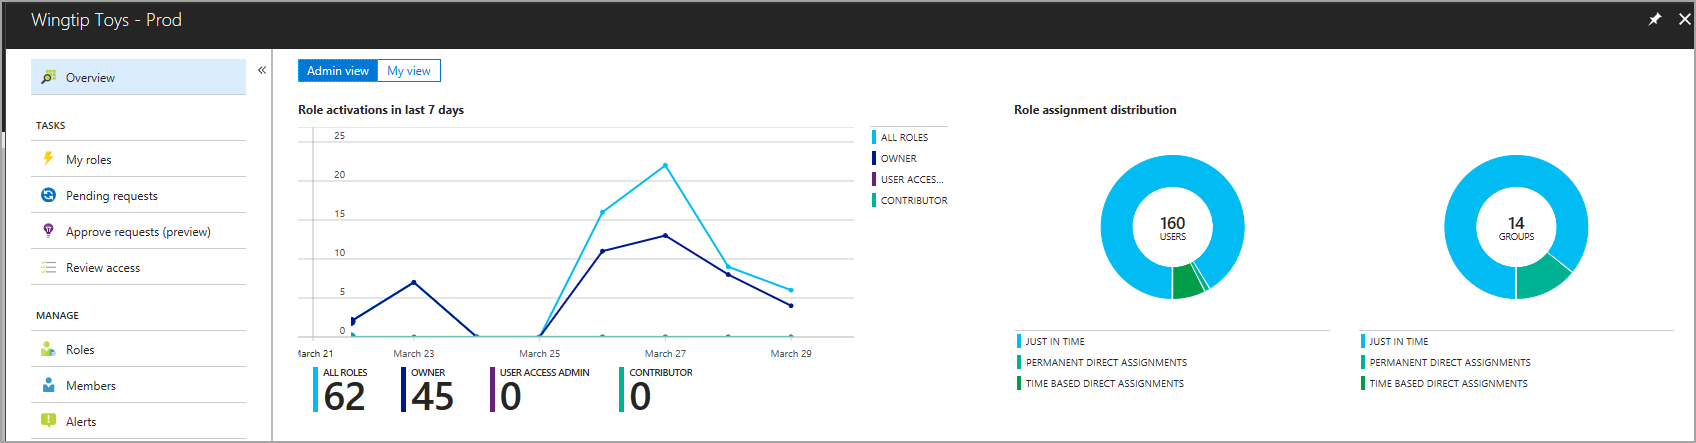 Wingtip Toys - Prod
Overview
TASKS
My roles
Pending requests
Approve requests (preview)
Review access
MANAGE
Roles
Members
Alerts
Admin view My view
Role activations in last 7 days
25
20
15
10
5
0
March 21 March 23 March 25 March 27 March 29
ALL ROLES
OWNER
USER ACCES...
CONTRIBUTOR
ALL ROLES
62
OWNER
45
USER ACCESS ADMIN
0
CONTRIBUTOR
0
Role assignment distribution
160
USERS
JUST IN TIME
PERMANENT DIRECT ASSIGNMENTS
TIME BASED DIRECT ASSIGNMENTS
14
GROUPS
JUST IN TIME
PERMANENT DIRECT ASSIGNMENTS
TIME BASED DIRECT ASSIGNMENTS